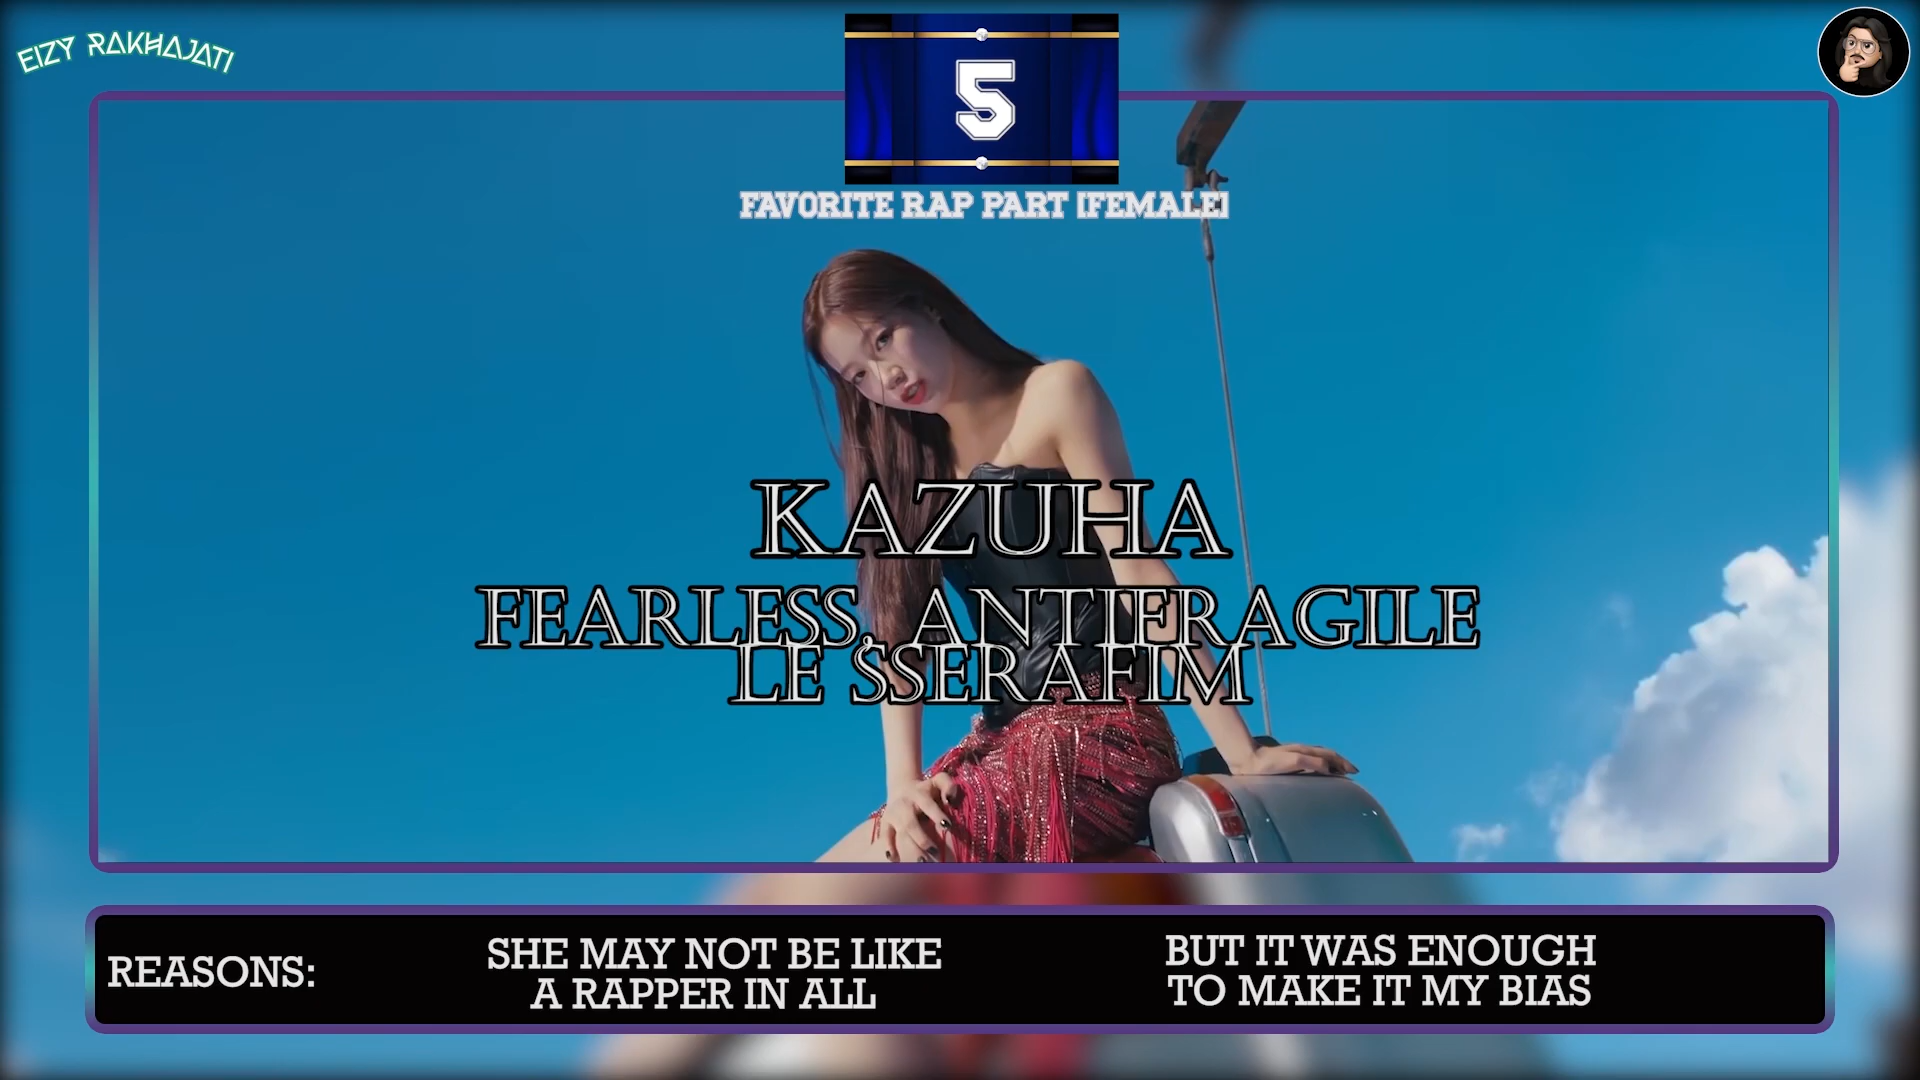 EIZY RAKHAJATI
5
FAVORITE RAP PART [FEMALE]
KAZUHA
FEARLESS, ANTIFRAGILE
LE SSERAFIM
REASONS:
SHE MAY NOT BE LIKE
A RAPPER IN ALL
BUT IT WAS ENOUGH
TO MAKE IT MY BIAS